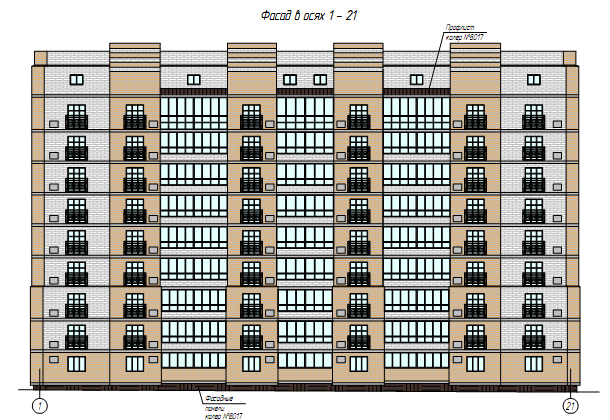 Фасад в осях 1 - 21
Профлист
колер №8017
1
21
Фасадные
панели
колер №8017